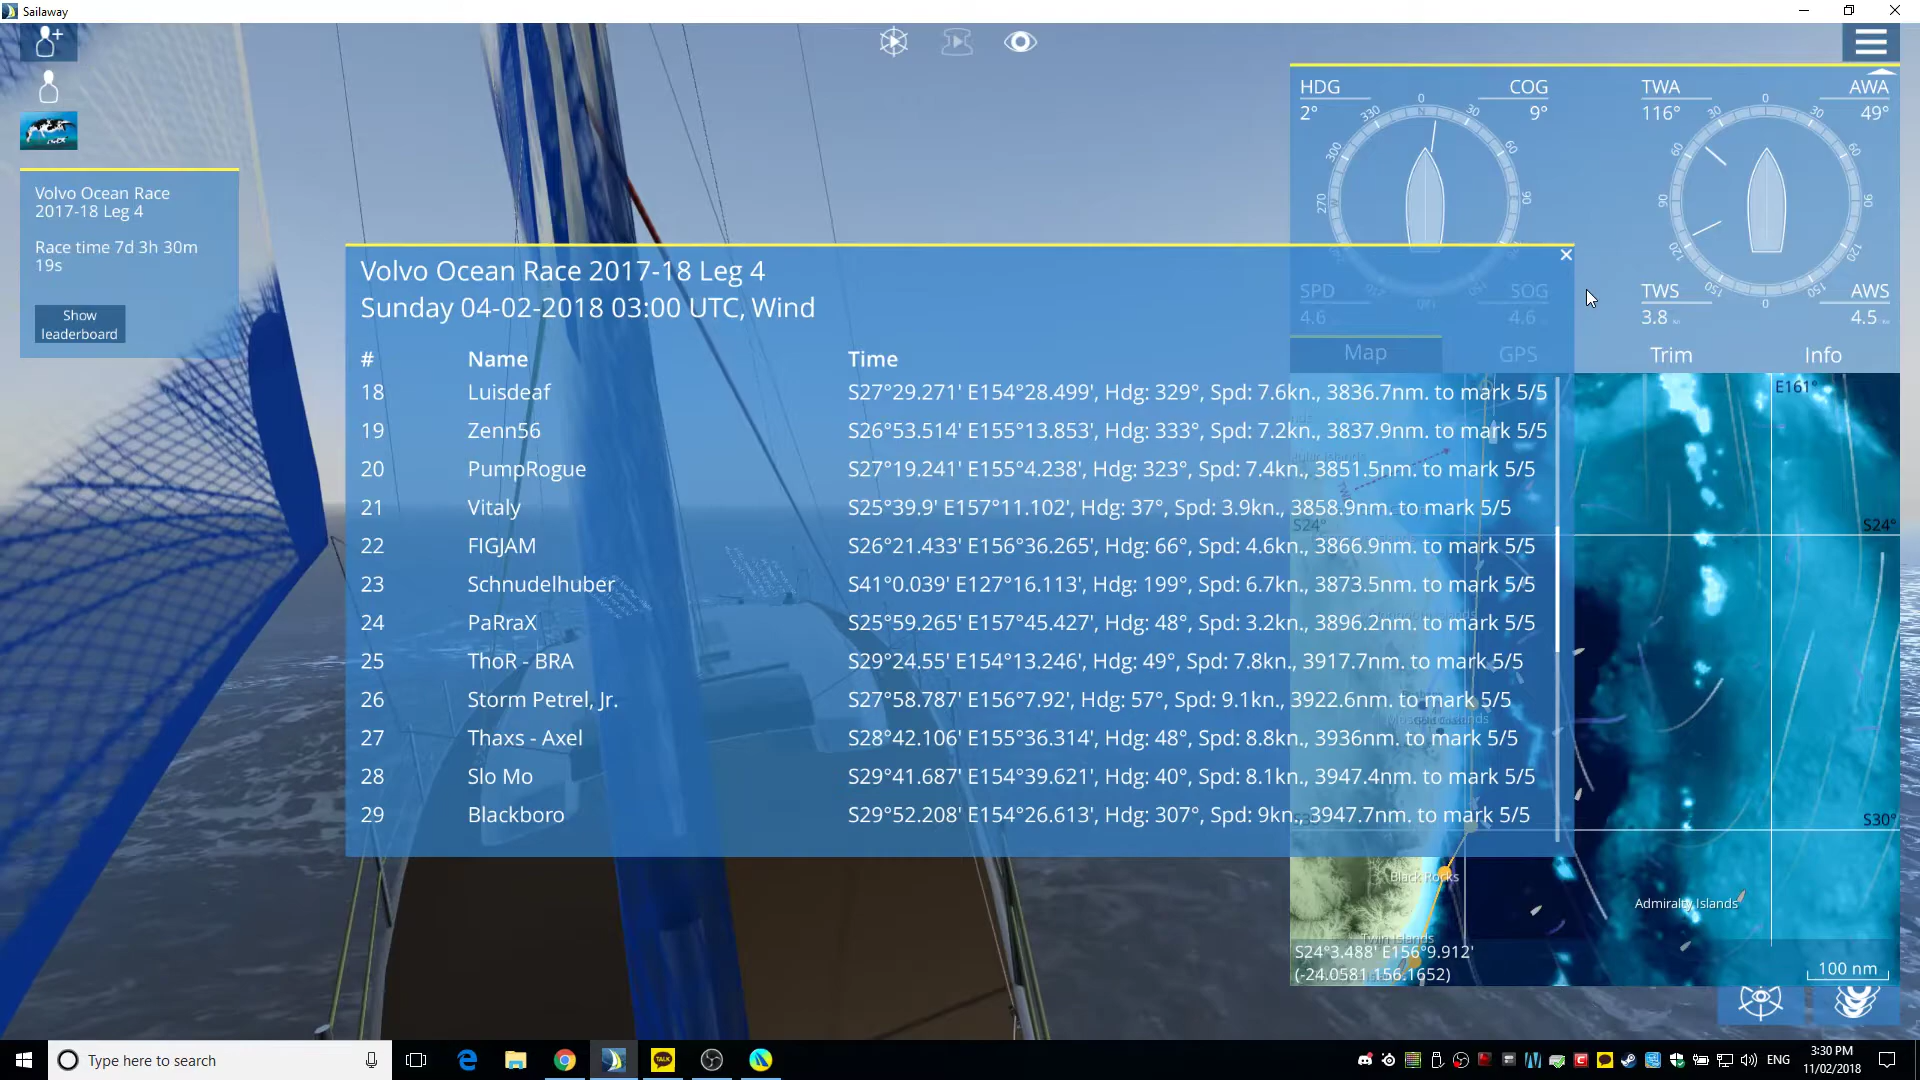 Sailaway
Volvo Ocean Race
2017-18 Leg 4
Race time 7d 3h 30m
19s
Show
leaderboard
HDG
2°
COG
9°
TWA
116°
AWA
49°
SPD
4.6
SOG
4.6
TWS
3.8
AWS
4.5
Map
GPS
Trim
Info
Volvo Ocean Race 2017-18 Leg 4
Sunday 04-02-2018 03:00 UTC, Wind
# Name Time
18 Luisdeaf S27°29.271' E154°28.499', Hdg: 329°, Spd: 7.6kn., 3836.7nm. to mark 5/5
19 Zenn56 S26°53.514' E155°13.853', Hdg: 333°, Spd: 7.2kn., 3837.9nm. to mark 5/5
20 PumpRogue S27°19.241' E155°4.238', Hdg: 323°, Spd: 7.4kn., 3851.5nm. to mark 5/5
21 Vitaly S25°39.9' E157°11.102', Hdg: 37°, Spd: 3.9kn., 3858.9nm. to mark 5/5
22 FIGJAM S26°21.433' E156°36.265', Hdg: 66°, Spd: 4.6kn., 3866.9nm. to mark 5/5
23 Schnudelhuber S41°0.039' E127°16.113', Hdg: 199°, Spd: 6.7kn., 3873.5nm. to mark 5/5
24 PaRraX S25°59.265' E157°45.427', Hdg: 48°, Spd: 3.2kn., 3896.2nm. to mark 5/5
25 ThoR - BRA S29°24.55' E154°13.246', Hdg: 49°, Spd: 7.8kn., 3917.7nm. to mark 5/5
26 Storm Petrel, Jr. S27°58.787' E156°7.92', Hdg: 57°, Spd: 9.1kn., 3922.6nm. to mark 5/5
27 Thaxs - Axel S28°42.106' E155°36.314', Hdg: 48°, Spd: 8.8kn., 3936nm. to mark 5/5
28 Slo Mo S29°41.687' E154°39.621', Hdg: 40°, Spd: 8.1kn., 3947.4nm. to mark 5/5
29 Blackboro S29°52.208' E154°26.613', Hdg: 307°, Spd: 9kn., 3947.7nm. to mark 5/5
E161°
S24°
S24°
S30°
Black Rocks
Admiralty Islands
Twin Islands
S24°3.488' E156°9.912'
(-24.0581 156.1652)
100 nm
Type here to search
TALK
ENG
3:30 PM
11/02/2018